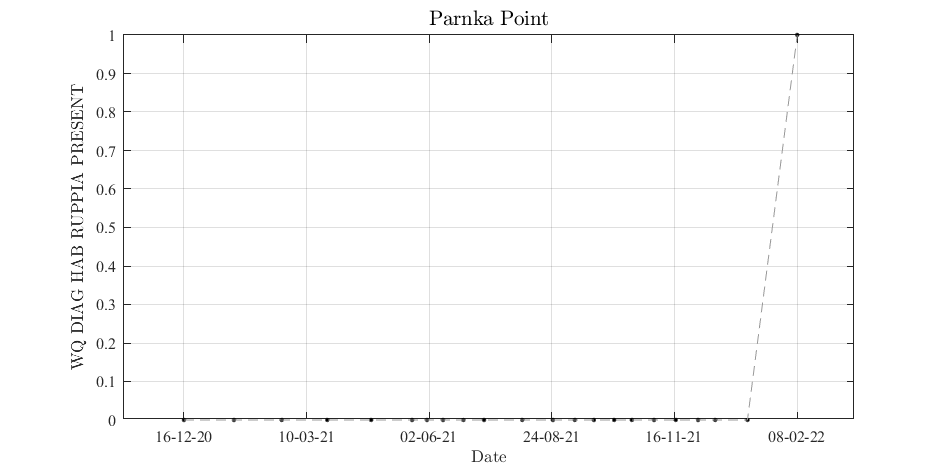 Parnka Point
WQ DIAG HAB RUPPIA PRESENT
1
0.9
0.8
0.7
0.6
0.5
0.4
0.3
0.2
0.1
0
16-12-20 10-03-21 02-06-21 24-08-21 16-11-21 08-02-22
Date